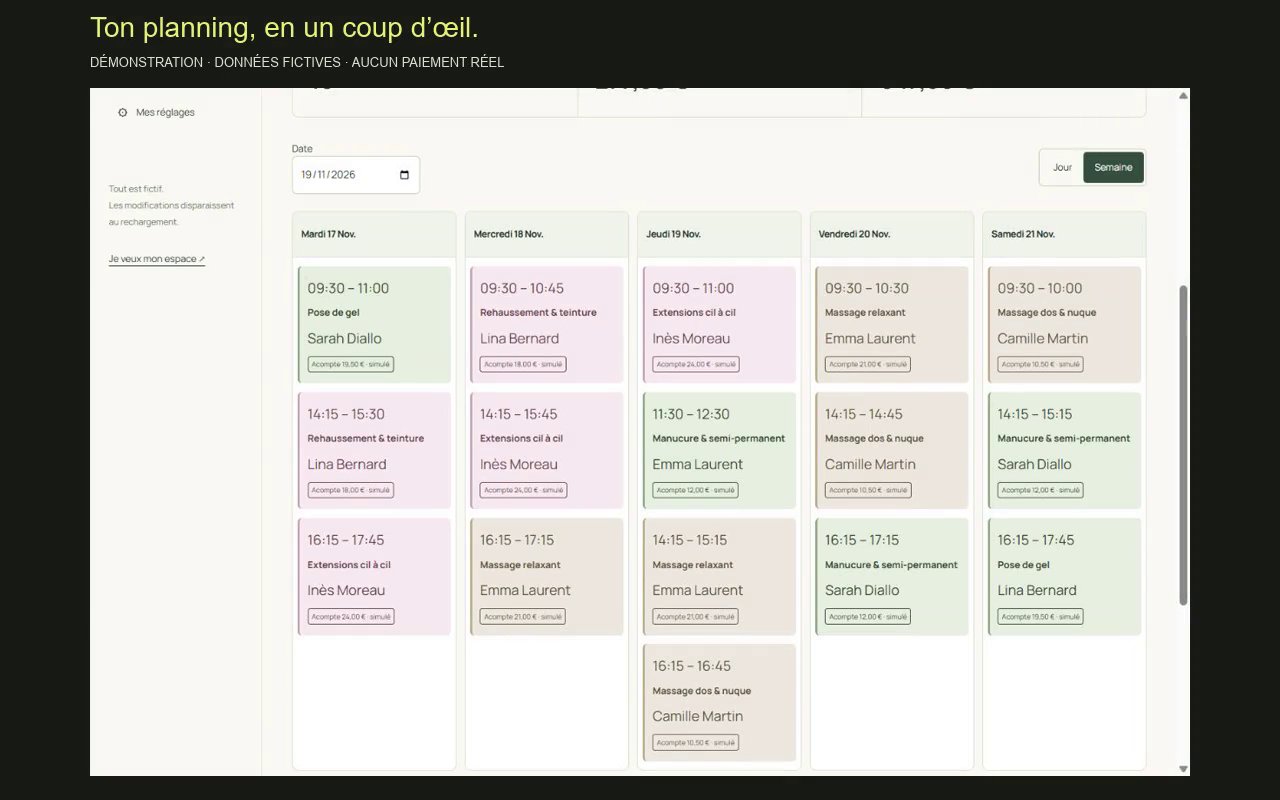 Ton planning, en un coup d’œil.
DÉMONSTRATION · DONNÉES FICTIVES · AUCUN PAIEMENT RÉEL
Mes réglages
Tout est fictif.
Les modifications disparaissent
au rechargement.
Je veux mon espace ↗
Date
19/11/2026
Jour
Semaine
Mardi 17 Nov.
09:30 – 11:00
Pose de gel
Sarah Diallo
Acompte 19,50 € · simulé
14:15 – 15:30
Rehaussement & teinture
Lina Bernard
Acompte 18,00 € · simulé
16:15 – 17:45
Extensions cil à cil
Inès Moreau
Acompte 24,00 € · simulé
Mercredi 18 Nov.
09:30 – 10:45
Rehaussement & teinture
Lina Bernard
Acompte 18,00 € · simulé
14:15 – 15:45
Extensions cil à cil
Inès Moreau
Acompte 24,00 € · simulé
16:15 – 17:15
Massage relaxant
Emma Laurent
Acompte 21,00 € · simulé
Jeudi 19 Nov.
09:30 – 11:00
Extensions cil à cil
Inès Moreau
Acompte 24,00 € · simulé
11:30 – 12:30
Manucure & semi-permanent
Emma Laurent
Acompte 12,00 € · simulé
14:15 – 15:15
Massage relaxant
Emma Laurent
Acompte 21,00 € · simulé
16:15 – 16:45
Massage dos & nuque
Camille Martin
Acompte 10,50 € · simulé
Vendredi 20 Nov.
09:30 – 10:30
Massage relaxant
Emma Laurent
Acompte 21,00 € · simulé
14:15 – 14:45
Massage dos & nuque
Camille Martin
Acompte 10,50 € · simulé
16:15 – 17:15
Manucure & semi-permanent
Sarah Diallo
Acompte 12,00 € · simulé
Samedi 21 Nov.
09:30 – 10:00
Massage dos & nuque
Camille Martin
Acompte 10,50 € · simulé
14:15 – 15:15
Manucure & semi-permanent
Sarah Diallo
Acompte 12,00 € · simulé
16:15 – 17:45
Pose de gel
Lina Bernard
Acompte 19,50 € · simulé